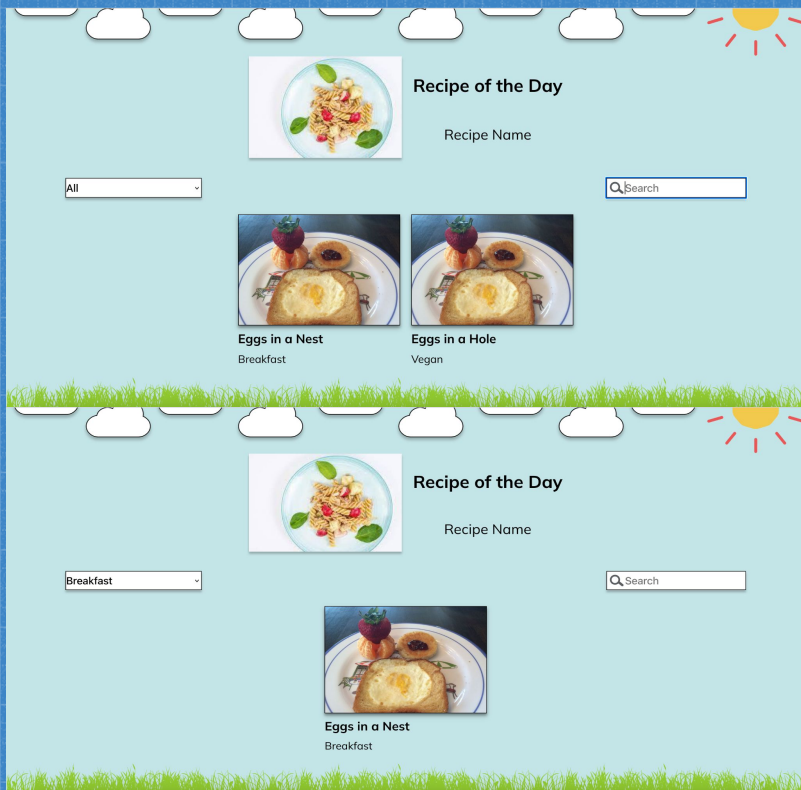 Recipe of the Day
Recipe Name
All
Search
Eggs in a Nest
Breakfast
Eggs in a Hole
Vegan
Recipe of the Day
Recipe Name
Breakfast
Search
Eggs in a Nest
Breakfast